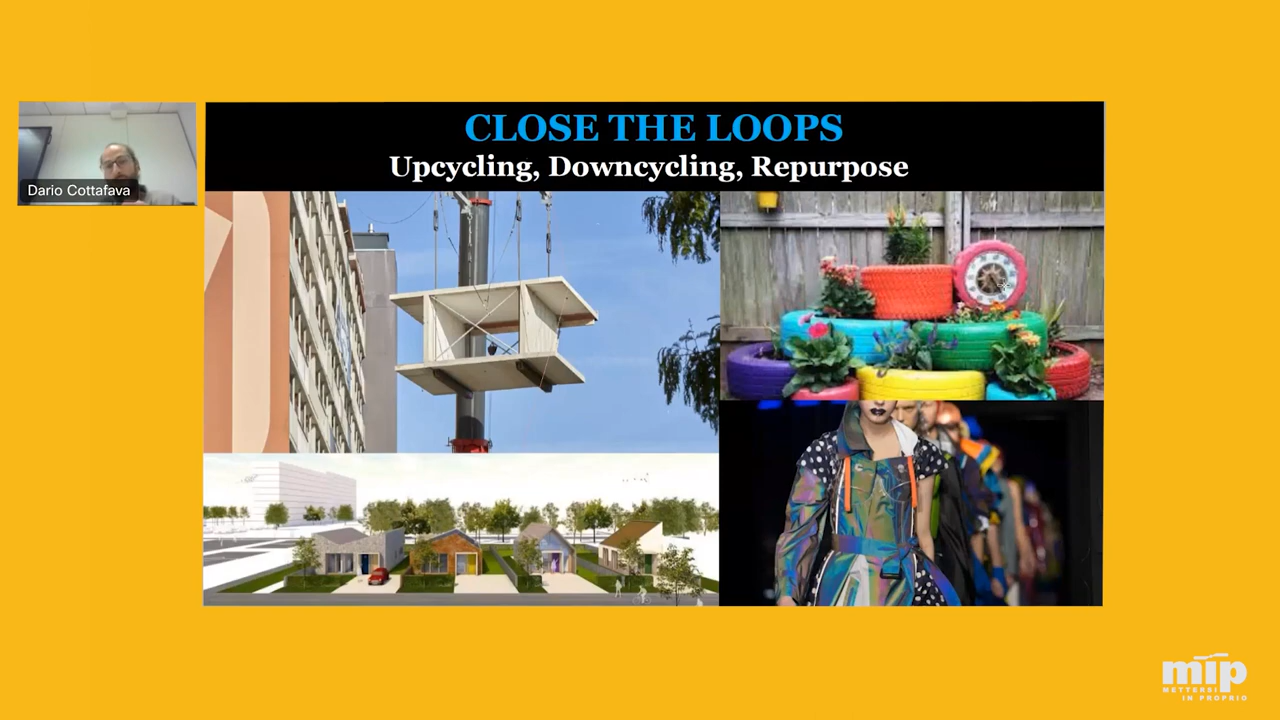 CLOSE THE LOOPS
Upcycling, Downcycling, Repurpose
Dario Cottafava
mip
METTERSI
IN PROPRIO